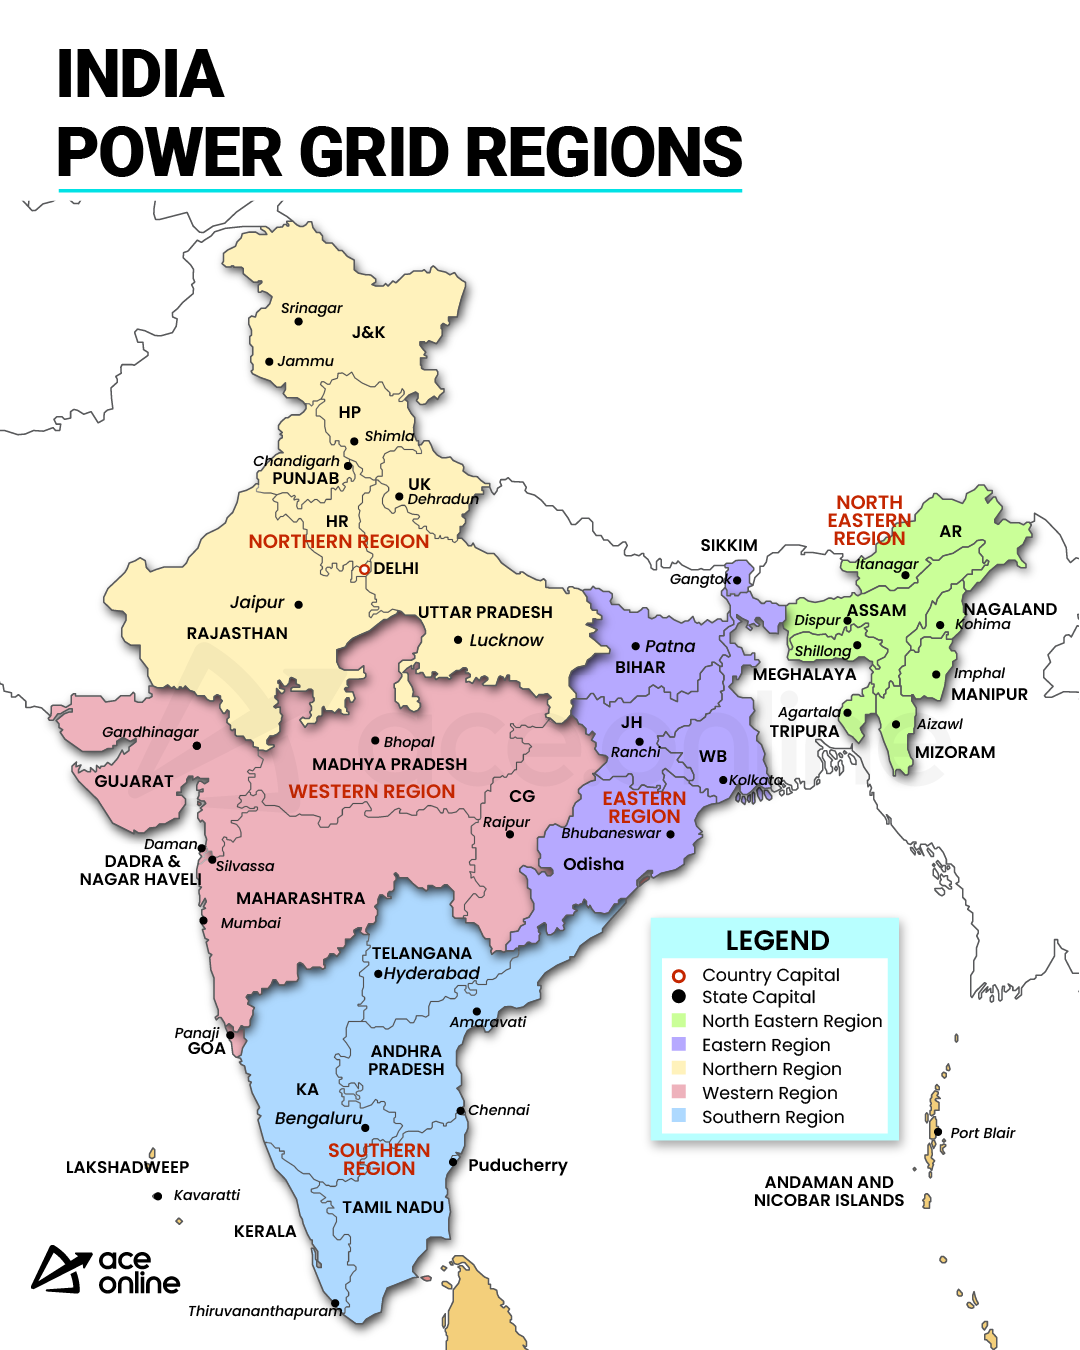 INDIA
POWER GRID REGIONS
Srinagar
J&K
Jammu
HP
Shimla
Chandigarh
PUNJAB
UK
Dehradun
HR
NORTHERN REGION
DELHI
Jaipur
RAJASTHAN
UTTAR PRADESH
Lucknow
NORTH
EASTERN
REGION
AR
Itanagar
SIKKIM
Gangtok
ASSAM
Dispur
NAGALAND
Kohima
Shillong
MEGHALAYA
Imphal
MANIPUR
Agartala
TRIPURA
Aizawl
MIZORAM
Patna
BIHAR
JH
Ranchi
WB
Kolkata
EASTERN
REGION
Bhubaneswar
Odisha
Gandhinagar
GUJARAT
Bhopal
MADHYA PRADESH
WESTERN REGION
CG
Raipur
Daman
DADRA &
NAGAR HAVELI
Silvassa
MAHARASHTRA
Mumbai
aceonline
TELANGANA
Hyderabad
Amaravati
Panaji
GOA
ANDHRA
PRADESH
KA
Bengaluru
Chennai
SOUTHERN
REGION
Puducherry
LAKSHADWEEP
Kavaratti
TAMIL NADU
KERALA
Thiruvananthapuram
LEGEND
Country Capital
State Capital
North Eastern Region
Eastern Region
Northern Region
Western Region
Southern Region
Port Blair
ANDAMAN AND
NICOBAR ISLANDS
ace
online